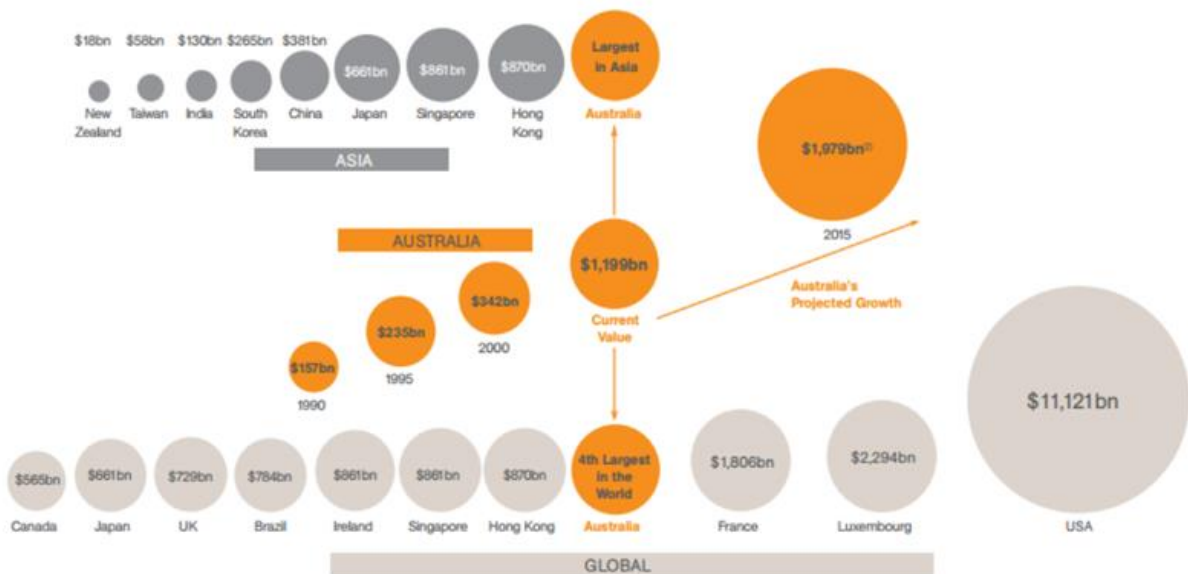 $18bn $58bn $130bn $265bn $381bn
$661bn $861bn $870bn
Largest
in Asia
New
Zealand
Taiwan
India
South
Korea
China
Japan
Singapore
Hong
Kong
Australia
ASIA
$1,979bn⁽²⁾
2015
AUSTRALIA
$1,199bn
Current
Value
Australia's
Projected Growth
$342bn
2000
$235bn
1995
$157bn
1990
$11,121bn
$565bn $661bn $729bn $784bn $861bn $861bn $870bn
4th Largest
in the
World
$1,806bn $2,294bn
Canada Japan UK Brazil Ireland Singapore Hong Kong Australia France Luxembourg USA
GLOBAL